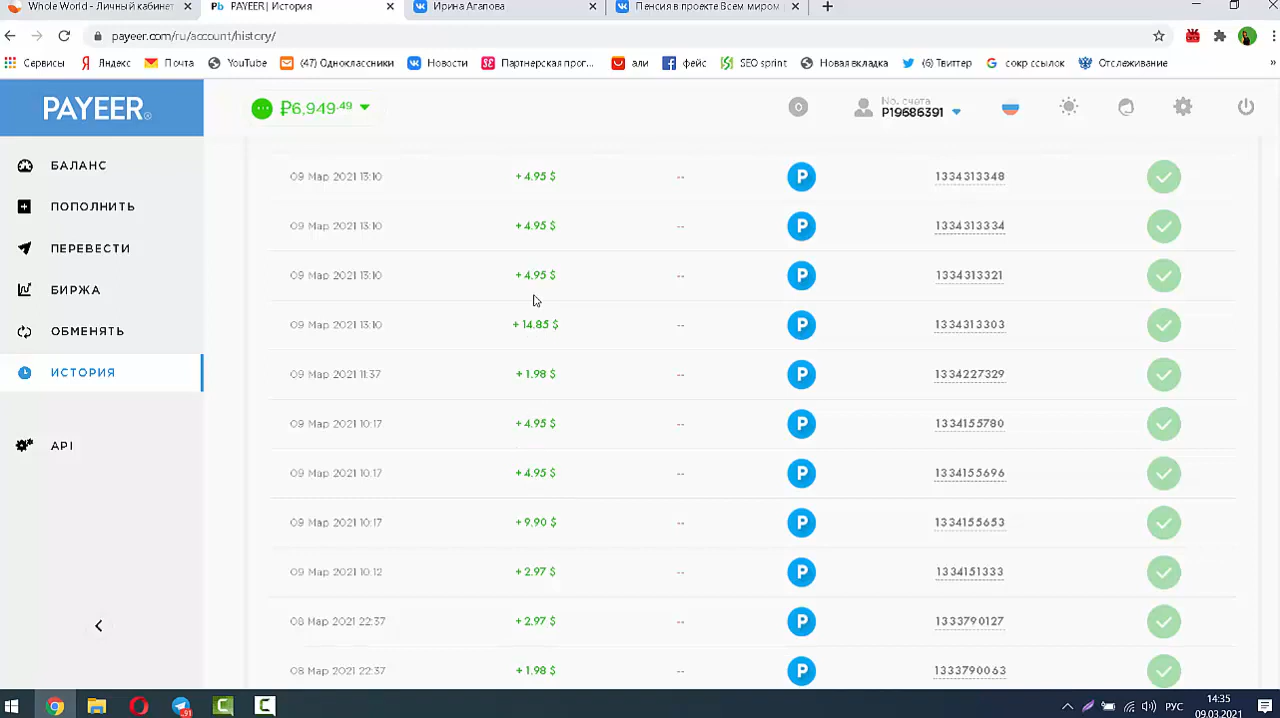 Whole World - Личный кабинет
PAYEER | История
Ирина Агапова
Пенсия в проекте Всем миром
payeer.com/ru/account/history/
Сервисы Яндекс Почта YouTube (47) Одноклассники Новости Партнерская прог... али фейс SEO sprint Новая вкладка (6) Твиттер сокр ссылок Отслеживание »
PAYEER®
₽6,949.49
0
No. счета
P19686391
БАЛАНС
ПОПОЛНИТЬ
ПЕРЕВЕСТИ
БИРЖА
ОБМЕНЯТЬ
ИСТОРИЯ
API
09 Мар 2021 13:10 + 4.95 $ -- P 1334313348
09 Мар 2021 13:10 + 4.95 $ -- P 1334313334
09 Мар 2021 13:10 + 4.95 $ -- P 1334313321
09 Мар 2021 13:10 + 14.85 $ -- P 1334313303
09 Мар 2021 11:37 + 1.98 $ -- P 1334227329
09 Мар 2021 10:17 + 4.95 $ -- P 1334155780
09 Мар 2021 10:17 + 4.95 $ -- P 1334155696
09 Мар 2021 10:17 + 9.90 $ -- P 1334155653
09 Мар 2021 10:12 + 2.97 $ -- P 1334151333
08 Мар 2021 22:37 + 2.97 $ -- P 1333790127
08 Мар 2021 22:37 + 1.98 $ -- P 1333790063
91
РУС
14:35
09.03.2021